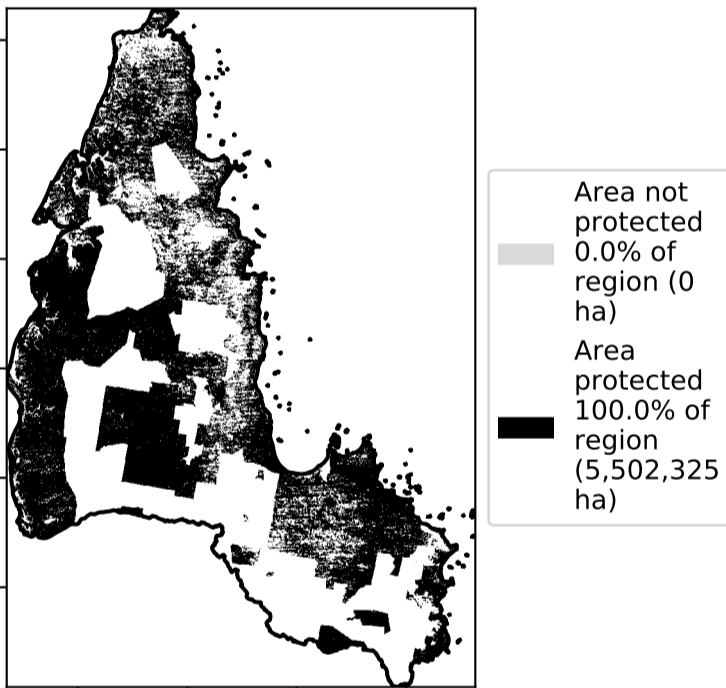 Area not
protected
0.0% of
region (0
ha)
Area
protected
100.0% of
region
(5,502,325
ha)